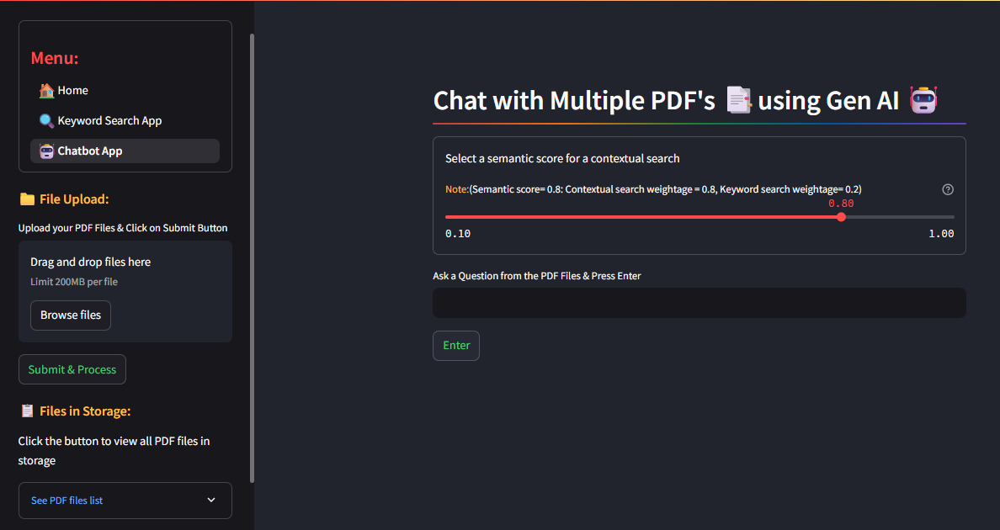 Menu:
Home
Keyword Search App
Chatbot App
File Upload:
Upload your PDF Files & Click on Submit Button
Drag and drop files here
Limit 200MB per file
Browse files
Submit & Process
Files in Storage:
Click the button to view all PDF files in
storage
See PDF files list
Chat with Multiple PDF's using Gen AI
Select a semantic score for a contextual search
Note:(Semantic score= 0.8: Contextual search weightage = 0.8, Keyword search weightage= 0.2)
0.80
0.10 1.00
Ask a Question from the PDF Files & Press Enter
Enter